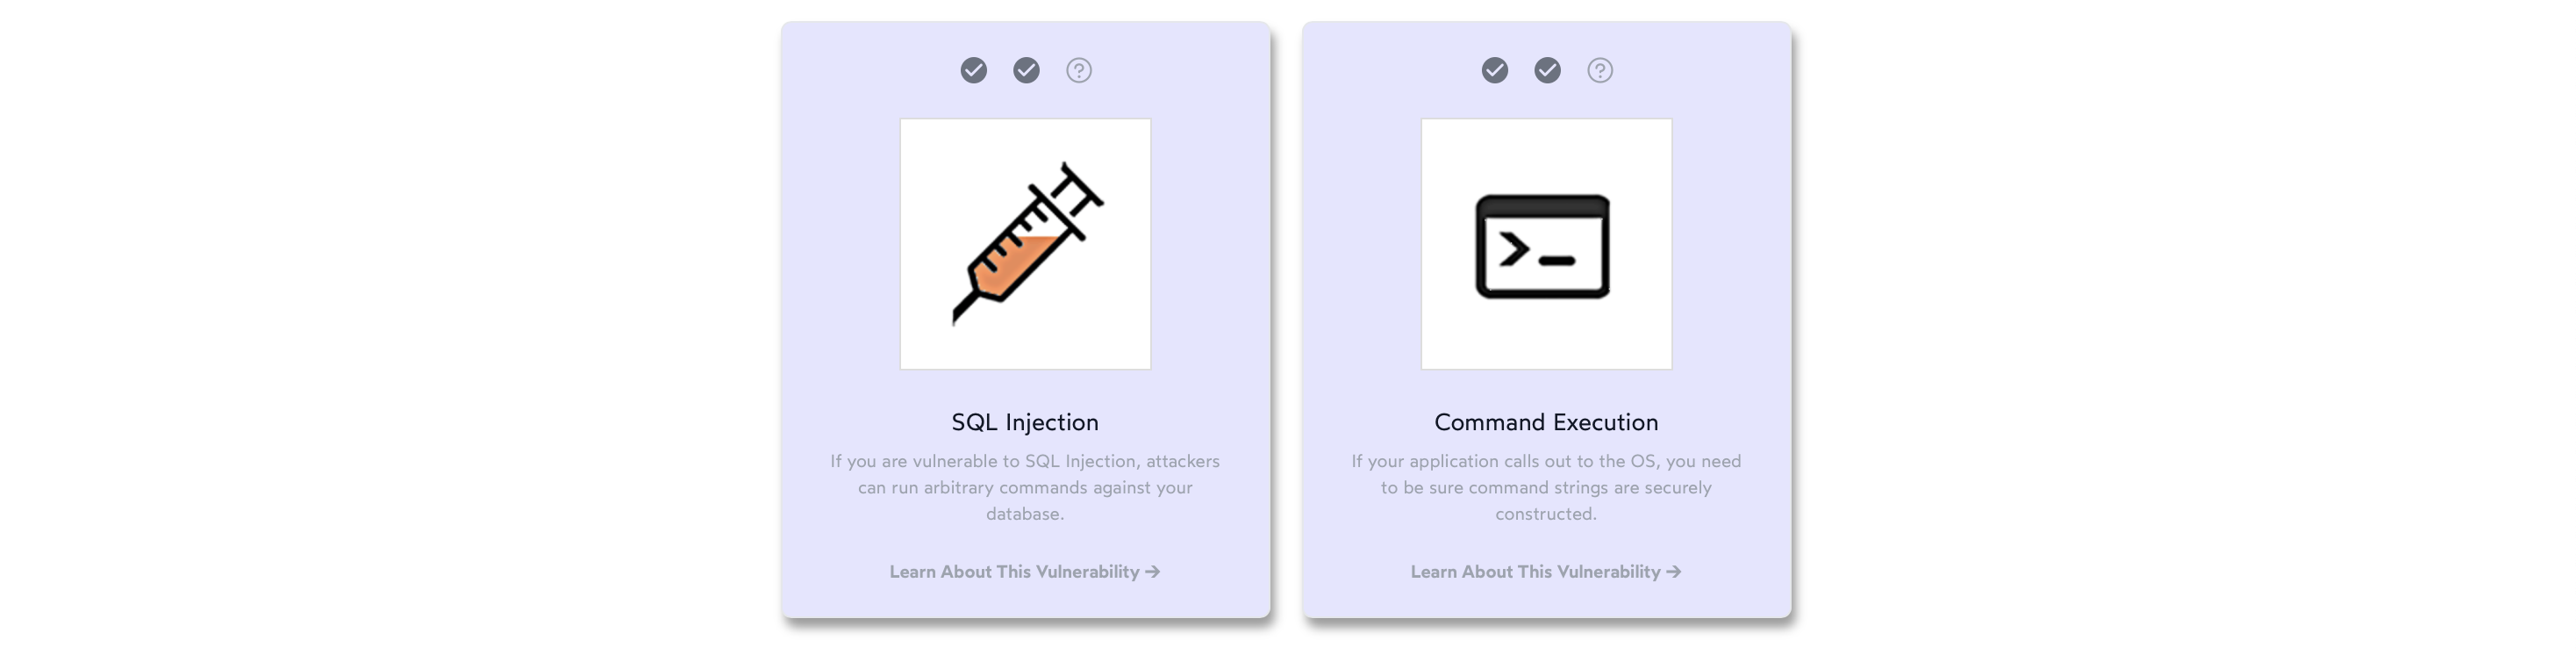 SQL Injection
If you are vulnerable to SQL Injection, attackers
can run arbitrary commands against your
database.
Learn About This Vulnerability →
Command Execution
If your application calls out to the OS, you need
to be sure command strings are securely
constructed.
Learn About This Vulnerability →